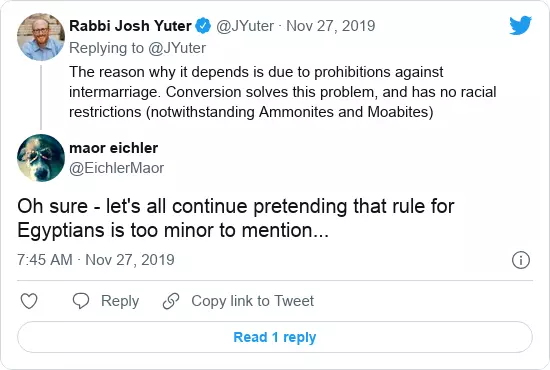 Rabbi Josh Yuter @JYuter · Nov 27, 2019
Replying to @JYuter
The reason why it depends is due to prohibitions against
intermarriage. Conversion solves this problem, and has no racial
restrictions (notwithstanding Ammonites and Moabites)
maor eichler
@EichlerMaor
Oh sure - let's all continue pretending that rule for
Egyptians is too minor to mention...
7:45 AM · Nov 27, 2019
Reply Copy link to Tweet
Read 1 reply